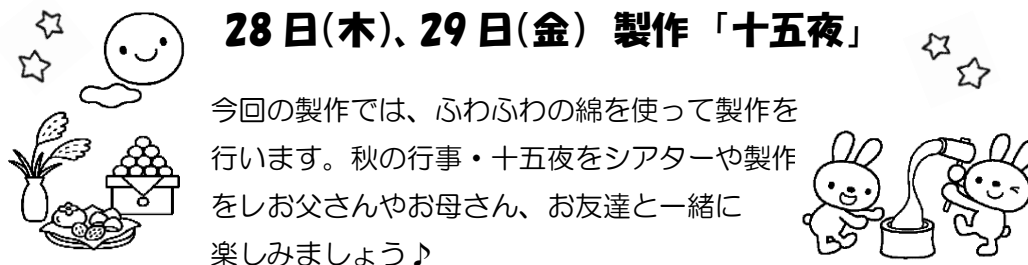 28日(木)、29日(金) 製作「十五夜」
今回の製作では、ふわふわの綿を使って製作を
行います。秋の行事・十五夜をシアターや製作
をしお父さんやお母さん、お友達と一緒に
楽しみましょう♪